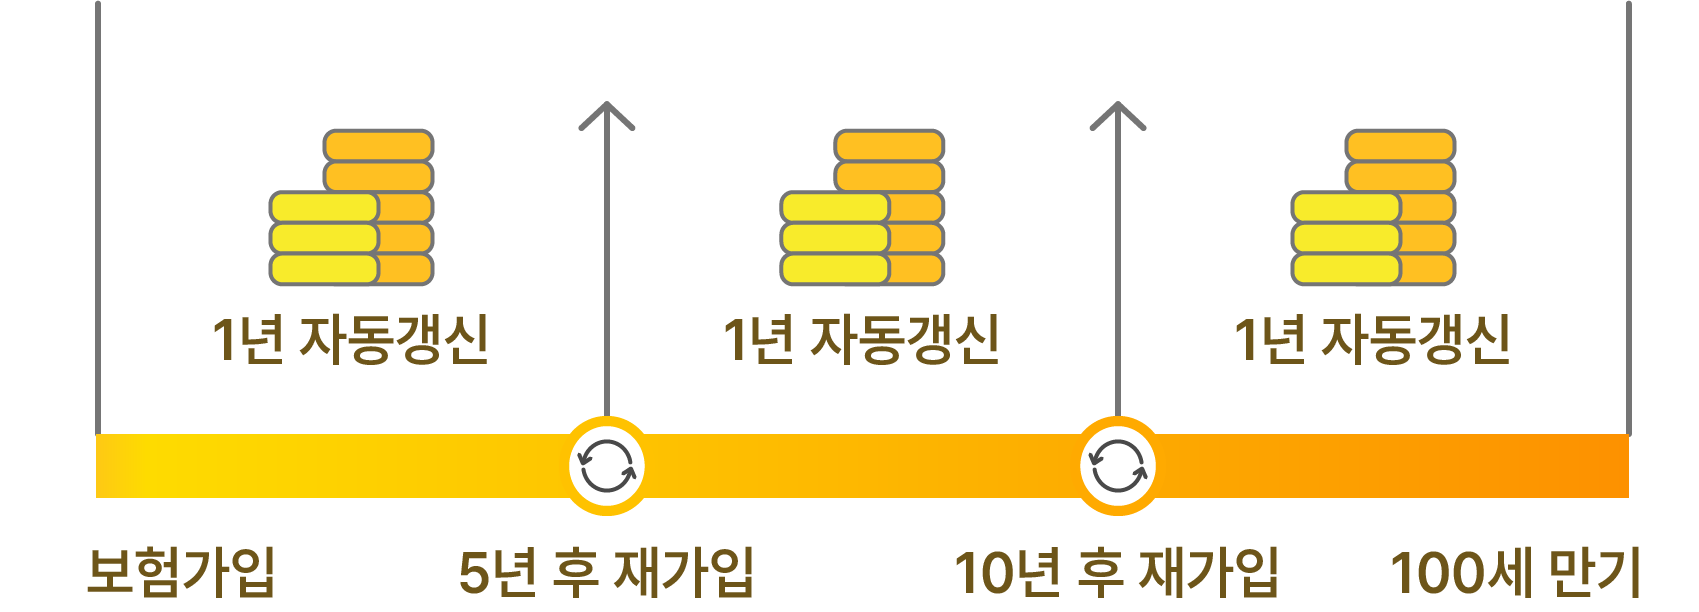 1년 자동갱신
1년 자동갱신
1년 자동갱신
보험가입
5년 후 재가입
10년 후 재가입
100세 만기